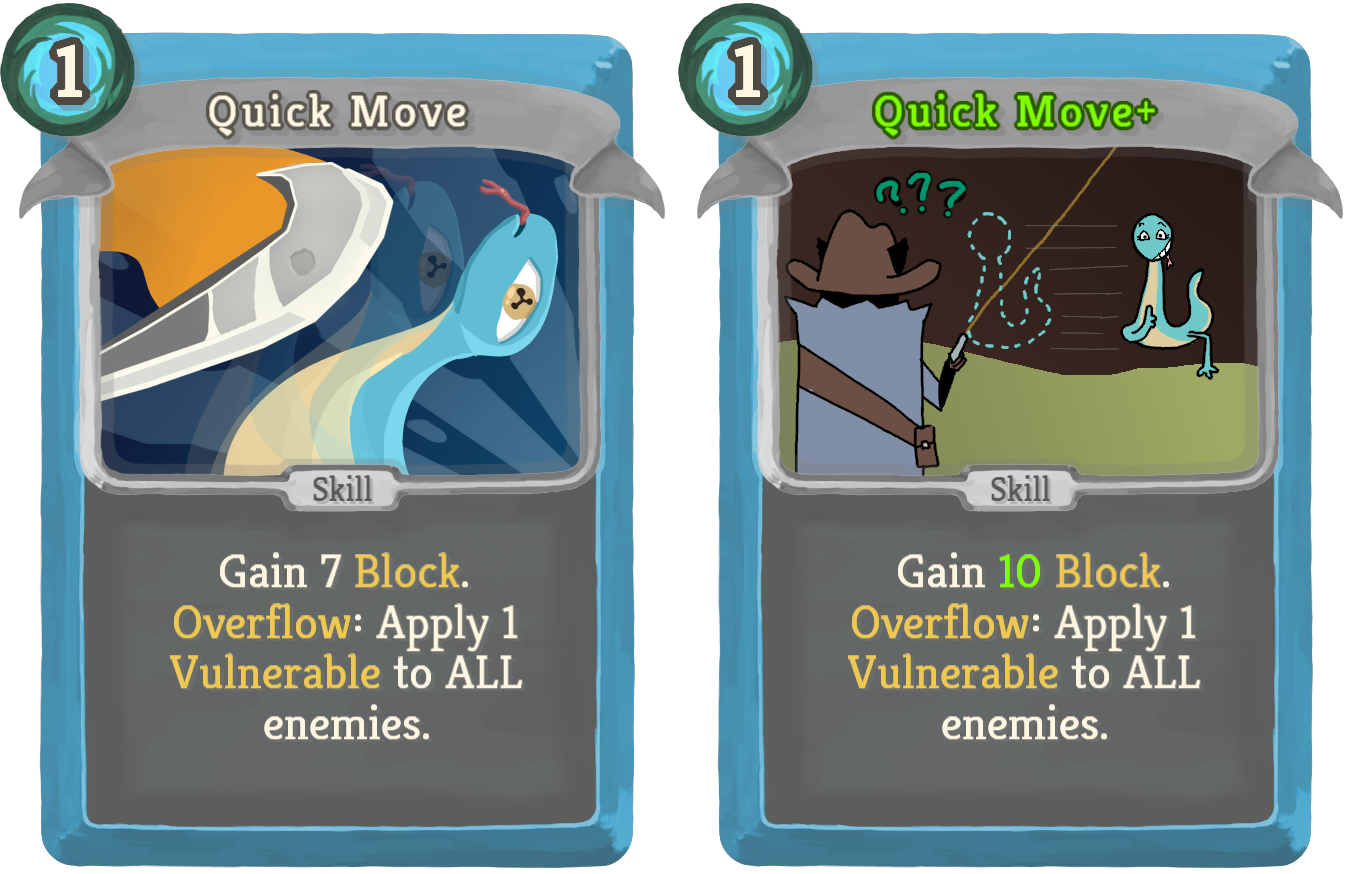 1
Quick Move
Skill
Gain 7 Block.
Overflow: Apply 1
Vulnerable to ALL
enemies.
1
Quick Move+
???
Skill
Gain 10 Block.
Overflow: Apply 1
Vulnerable to ALL
enemies.